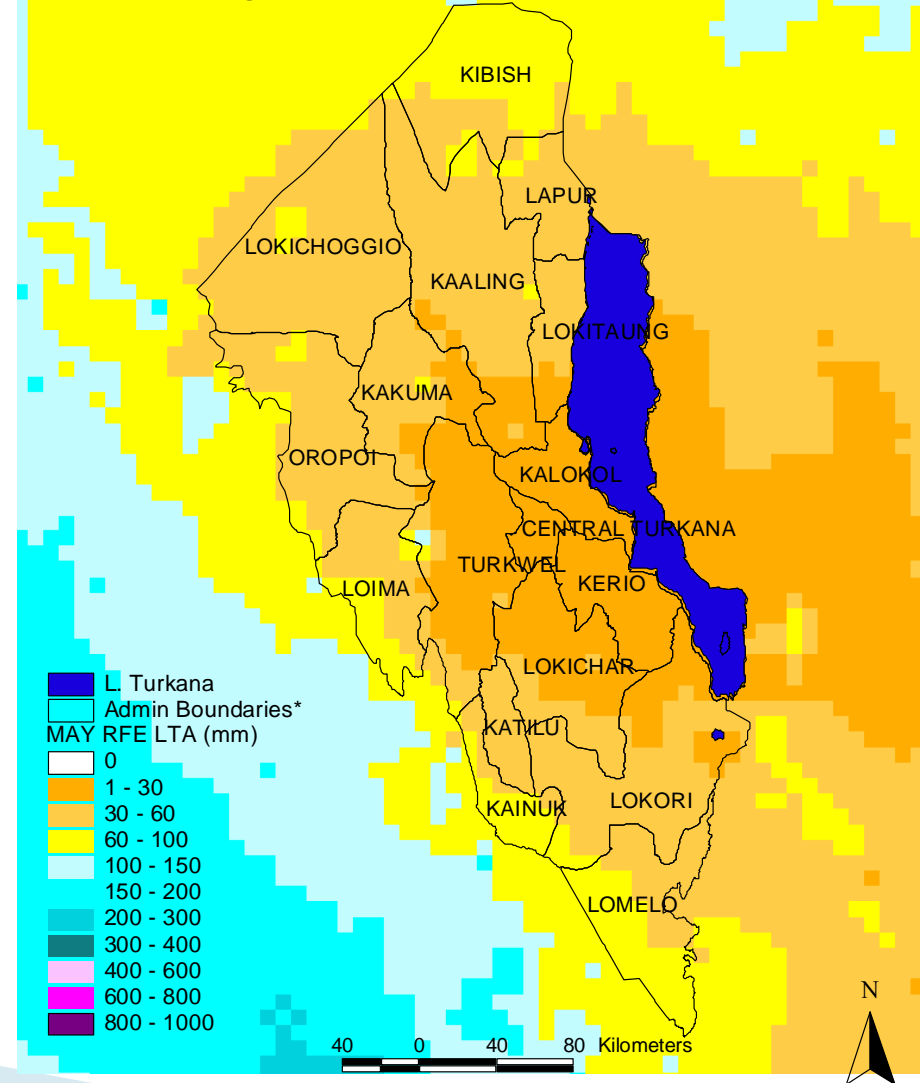 KIBISH
LAPUR
LOKICHOGGIO
KAALING
LOKITAUNG
KAKUMA
OROPOI
KALOKOL
CENTRAL TURKANA
TURKWEL
KERIO
LOIMA
LOKICHAR
KATILU
KAINUK
LOKORI
LOMELO
L. Turkana
Admin Boundaries*
MAY RFE LTA (mm)
0
1 - 30
30 - 60
60 - 100
100 - 150
150 - 200
200 - 300
300 - 400
400 - 600
600 - 800
800 - 1000
40 0 40 80 Kilometers
N